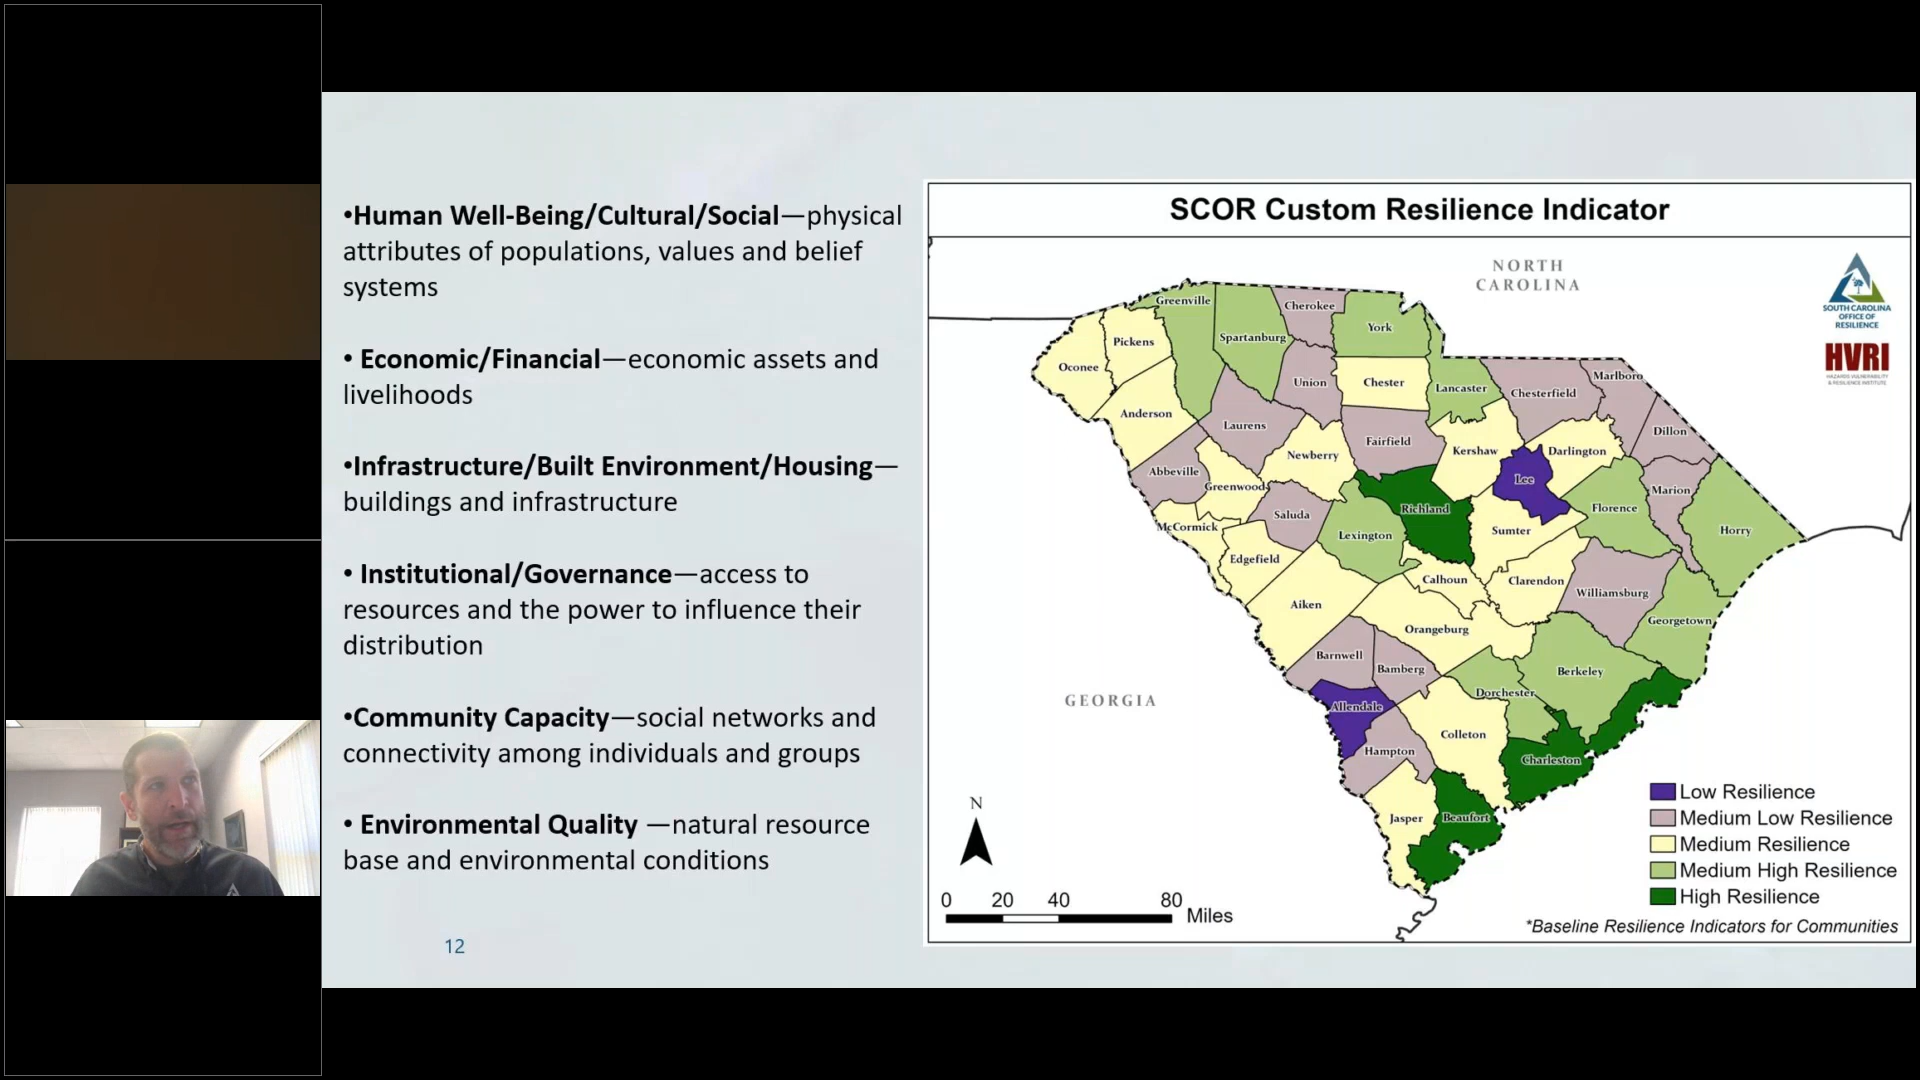 •Human Well-Being/Cultural/Social—physical
attributes of populations, values and belief
systems
• Economic/Financial—economic assets and
livelihoods
•Infrastructure/Built Environment/Housing—
buildings and infrastructure
• Institutional/Governance—access to
resources and the power to influence their
distribution
•Community Capacity—social networks and
connectivity among individuals and groups
• Environmental Quality —natural resource
base and environmental conditions
12
SCOR Custom Resilience Indicator
NORTH
CAROLINA
SOUTH CAROLINA
OFFICE OF
RESILIENCE
HVRI
HAZARDS VULNERABILITY
& RESILIENCE INSTITUTE
Greenville
Cherokee
Spartanburg
York
Pickens
Oconee
Union
Chester
Lancaster
Chesterfield
Marlboro
Anderson
Laurens
Fairfield
Dillon
Newberry
Kershaw
Darlington
Abbeville
Greenwood
Lee
Marion
Saluda
Richland
Florence
McCormick
Lexington
Sumter
Horry
Edgefield
Calhoun
Clarendon
Williamsburg
Aiken
Orangeburg
Georgetown
Barnwell
Bamberg
Berkeley
Dorchester
GEORGIA
Allendale
Colleton
Hampton
Charleston
Jasper
Beaufort
N
0 20 40 80
Miles
Low Resilience
Medium Low Resilience
Medium Resilience
Medium High Resilience
High Resilience
*Baseline Resilience Indicators for Communities